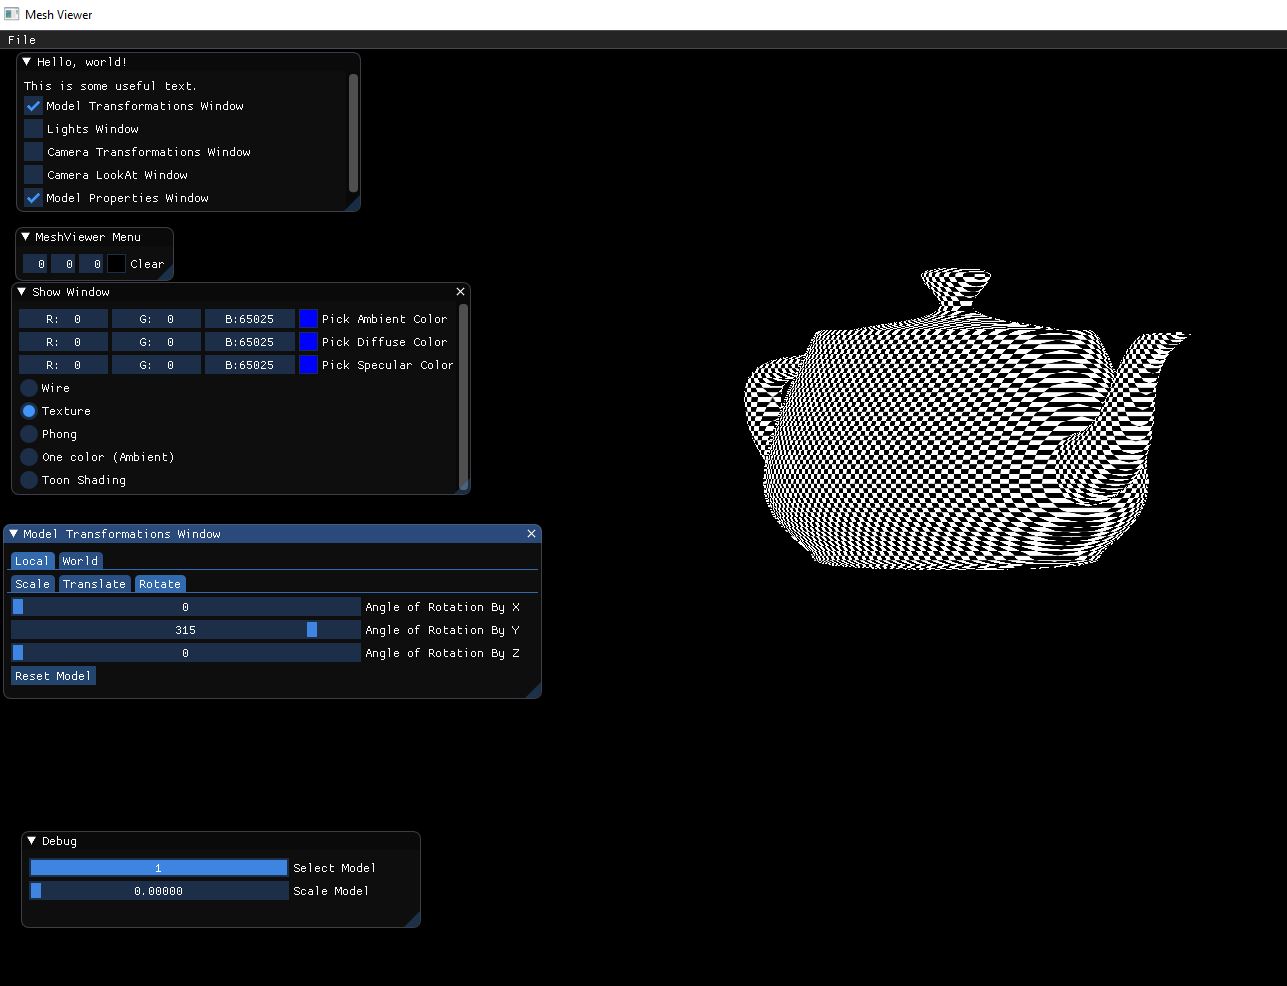 Mesh Viewer
File
Hello, world!
This is some useful text.
Model Transformations Window
Lights Window
Camera Transformations Window
Camera LookAt Window
Model Properties Window
MeshViewer Menu
0 0 0 Clear
Show Window
R: 0 G: 0 B:65025 Pick Ambient Color
R: 0 G: 0 B:65025 Pick Diffuse Color
R: 0 G: 0 B:65025 Pick Specular Color
Wire
Texture
Phong
One color (Ambient)
Toon Shading
Model Transformations Window
Local World
Scale Translate Rotate
0 Angle of Rotation By X
315 Angle of Rotation By Y
0 Angle of Rotation By Z
Reset Model
Debug
1 Select Model
0.00000 Scale Model